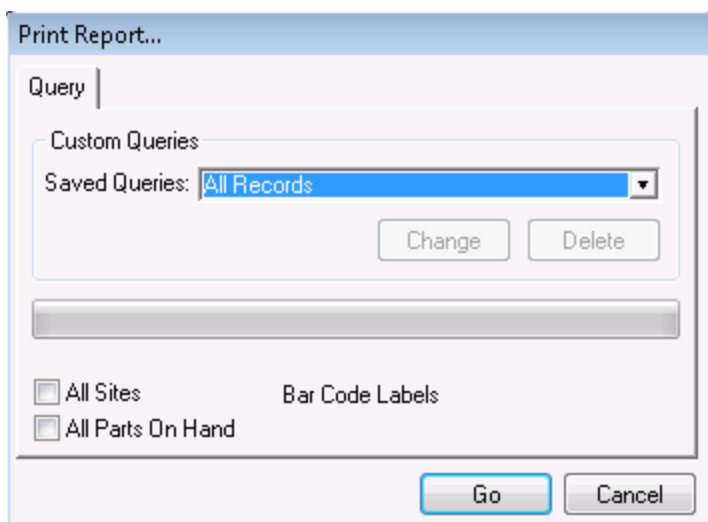 Print Report...
Query
Custom Queries
Saved Queries: All Records
Change Delete
All Sites Bar Code Labels
All Parts On Hand
Go Cancel